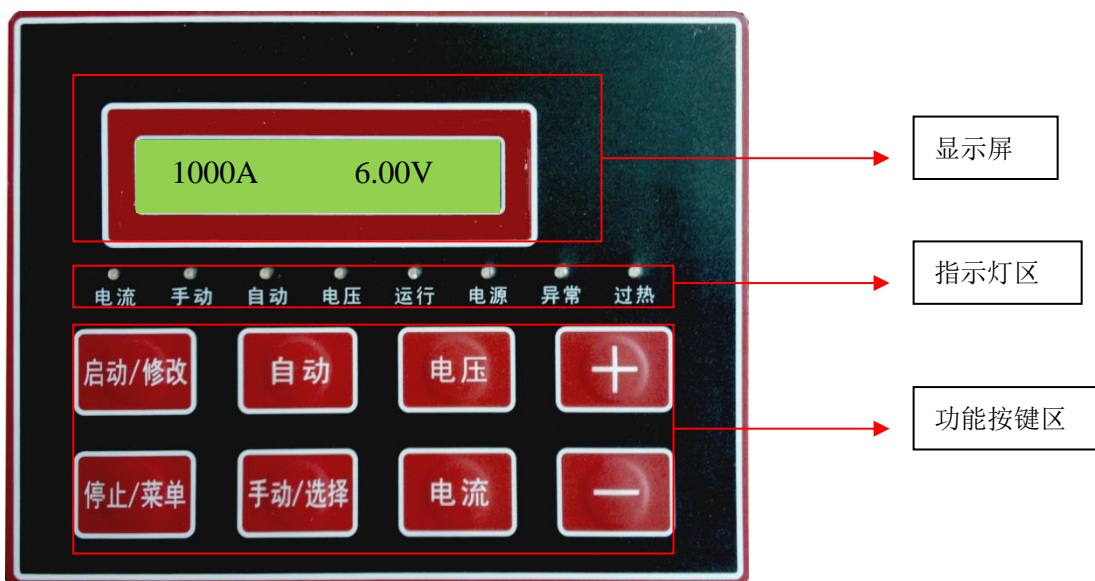 1000A 6.00V
显示屏
电流 手动 自动 电压 运行 电源 异常 过热
指示灯区
启动/修改 自动 电压 +
功能按键区
停止/菜单 手动/选择 电流 -